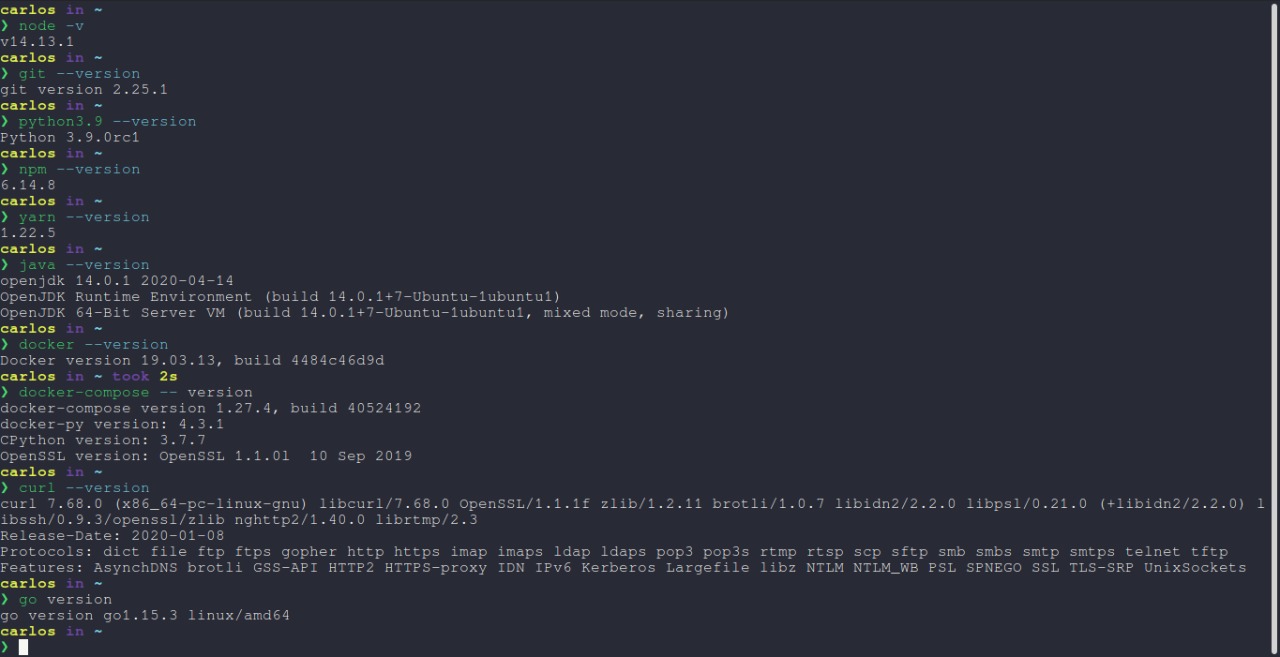 carlos in ~
❯ node -v
v14.13.1
carlos in ~
❯ git --version
git version 2.25.1
carlos in ~
❯ python3.9 --version
Python 3.9.0rc1
carlos in ~
❯ npm --version
6.14.8
carlos in ~
❯ yarn --version
1.22.5
carlos in ~
❯ java --version
openjdk 14.0.1 2020-04-14
OpenJDK Runtime Environment (build 14.0.1+7-Ubuntu-1ubuntu1)
OpenJDK 64-Bit Server VM (build 14.0.1+7-Ubuntu-1ubuntu1, mixed mode, sharing)
carlos in ~
❯ docker --version
Docker version 19.03.13, build 4484c46d9d
carlos in ~ took 2s
❯ docker-compose -- version
docker-compose version 1.27.4, build 40524192
docker-py version: 4.3.1
CPython version: 3.7.7
OpenSSL version: OpenSSL 1.1.0l  10 Sep 2019
carlos in ~
❯ curl --version
curl 7.68.0 (x86_64-pc-linux-gnu) libcurl/7.68.0 OpenSSL/1.1.1f zlib/1.2.11 brotli/1.0.7 libidn2/2.2.0 libpsl/0.21.0 (+libidn2/2.2.0) l
ibssh/0.9.3/openssl/zlib nghttp2/1.40.0 librtmp/2.3
Release-Date: 2020-01-08
Protocols: dict file ftp ftps gopher http https imap imaps ldap ldaps pop3 pop3s rtmp rtsp scp sftp smb smbs smtp smtps telnet tftp
Features: AsynchDNS brotli GSS-API HTTP2 HTTPS-proxy IDN IPv6 Kerberos Largefile libz NTLM NTLM_WB PSL SPNEGO SSL TLS-SRP UnixSockets
carlos in ~
❯ go version
go version go1.15.3 linux/amd64
carlos in ~
❯